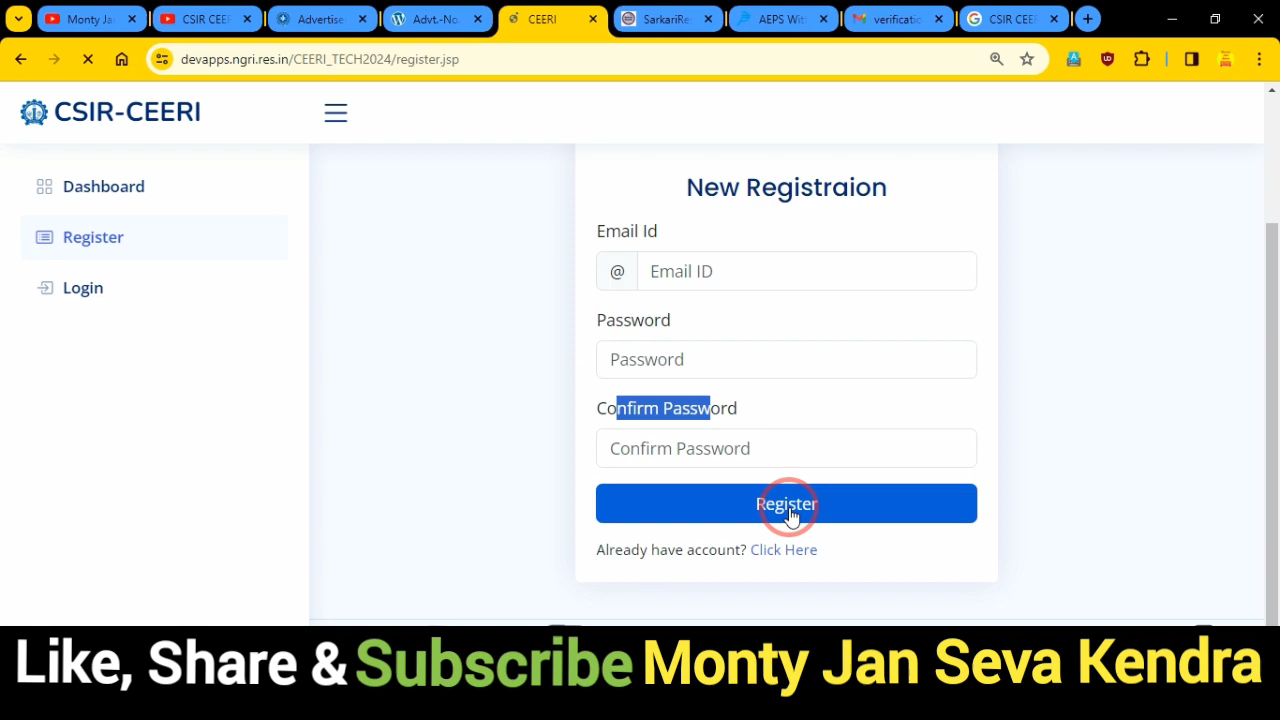 Monty Ja
CSIR CEE
Advertise
Advt.-No.
CEERI
SarkariRe
AEPS Wit
verificatio
CSIR CEE
devapps.ngri.res.in/CEERI_TECH2024/register.jsp
CSIR-CEERI
Dashboard
Register
Login
New Registraion
Email Id
@ Email ID
Password
Password
Confirm Password
Confirm Password
Register
Already have account? Click Here
Like, Share & Subscribe Monty Jan Seva Kendra